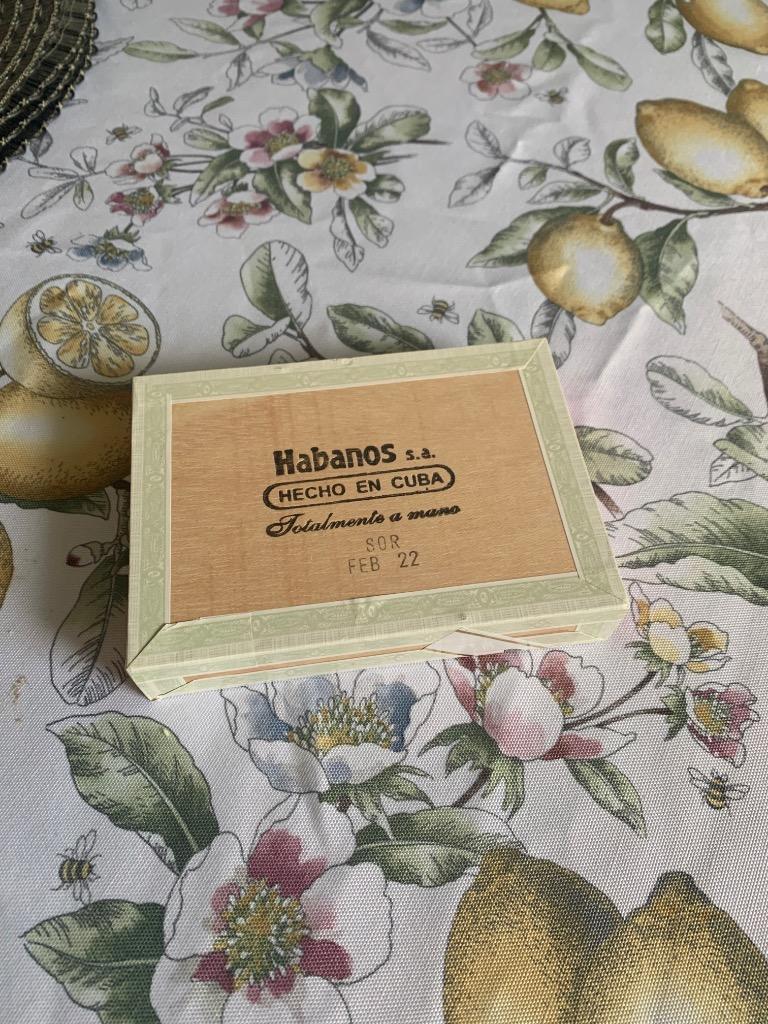 Habanos s.a.
HECHO EN CUBA
Totalmente a mano
SOR
FEB 22